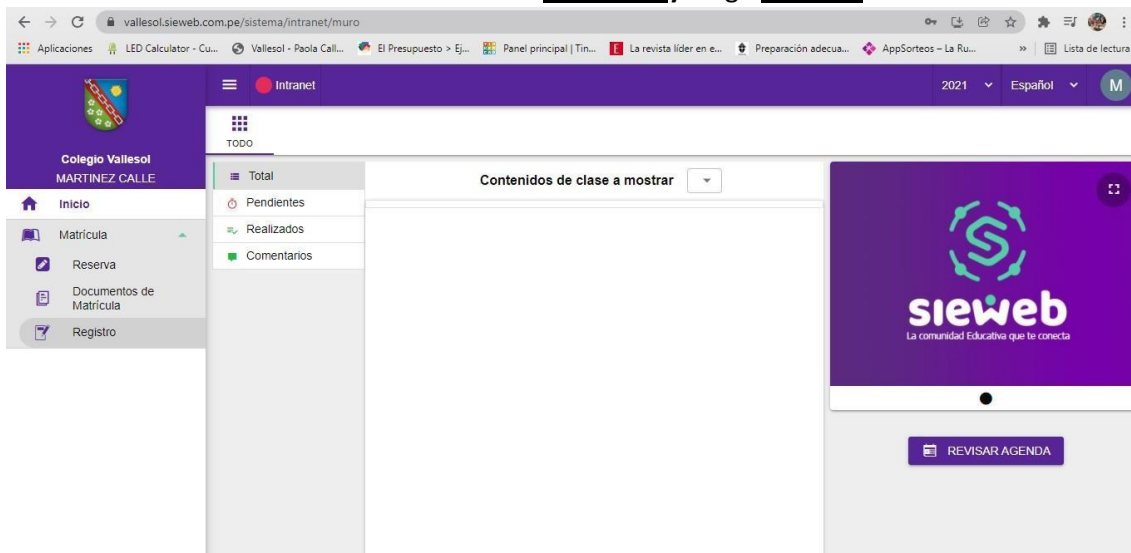 vallesol.sieweb.com.pe/sistema/intranet/muro
Aplicaciones LED Calculator - Cu... Vallesol - Paola Call... El Presupuesto > Ej... Panel principal | Tin... La revista líder en e... Preparación adecua... AppSorteos – La Ru... » Lista de lectura
Intranet 2021 Español M
TODO
Colegio Vallesol
MARTINEZ CALLE
Inicio
Matrícula
Reserva
Documentos de
Matrícula
Registro
Total
Pendientes
Realizados
Comentarios
Contenidos de clase a mostrar
sieweb
La comunidad Educativa que te conecta
REVISAR AGENDA